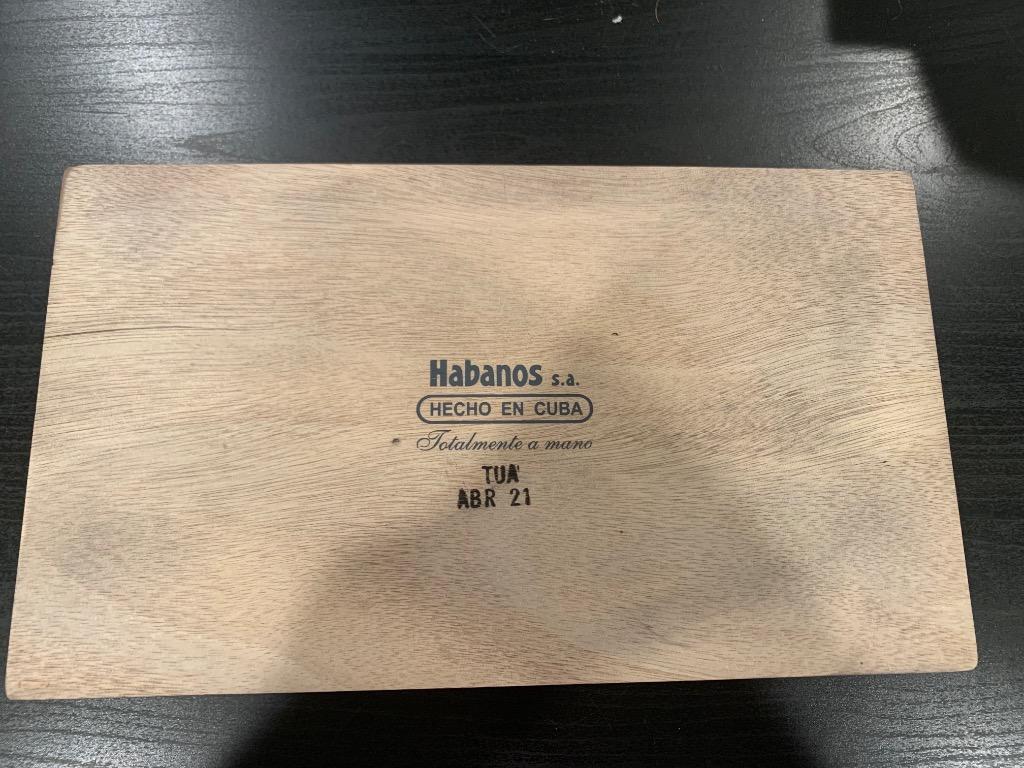 Habanos s.a.
HECHO EN CUBA
Totalmente a mano
TUA
ABR 21